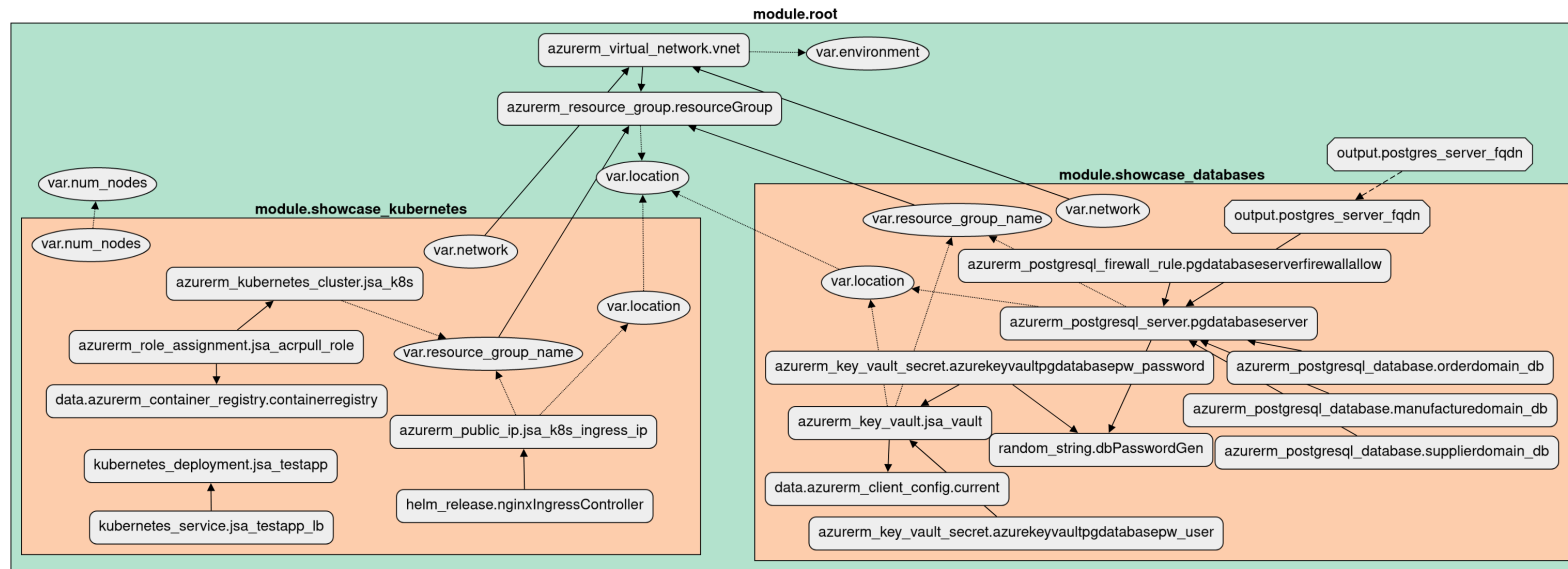 module.root
azurerm_virtual_network.vnet
var.environment
azurerm_resource_group.resourceGroup
output.postgres_server_fqdn
var.num_nodes
var.location
module.showcase_kubernetes
var.num_nodes
var.network
azurerm_kubernetes_cluster.jsa_k8s
var.location
azurerm_role_assignment.jsa_acrpull_role
var.resource_group_name
data.azurerm_container_registry.containerregistry
azurerm_public_ip.jsa_k8s_ingress_ip
kubernetes_deployment.jsa_testapp
helm_release.nginxIngressController
kubernetes_service.jsa_testapp_lb
module.showcase_databases
var.resource_group_name
var.network
output.postgres_server_fqdn
azurerm_postgresql_firewall_rule.pgdatabaseserverfirewallallow
var.location
azurerm_postgresql_server.pgdatabaseserver
azurerm_key_vault_secret.azurekeyvaultpgdatabasepw_password
azurerm_postgresql_database.orderdomain_db
azurerm_postgresql_database.manufacturedomain_db
azurerm_key_vault.jsa_vault
random_string.dbPasswordGen
azurerm_postgresql_database.supplierdomain_db
data.azurerm_client_config.current
azurerm_key_vault_secret.azurekeyvaultpgdatabasepw_user